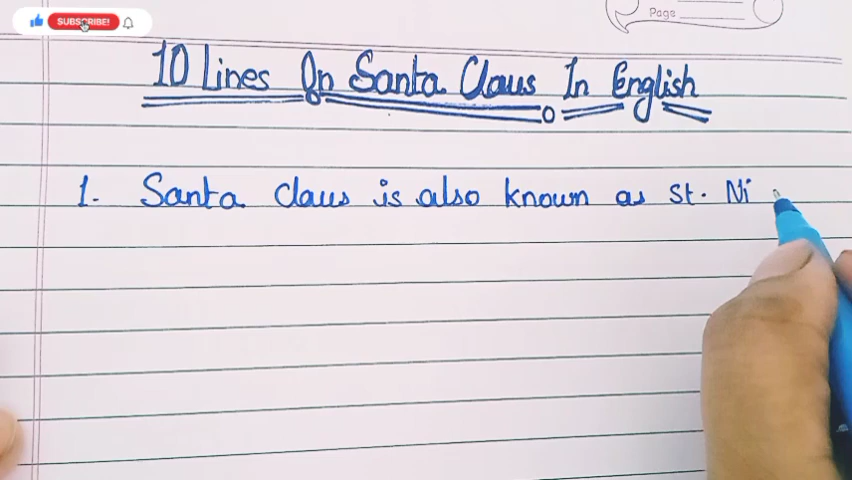 SUBSCRIBE!
Page
10 Lines On Santa Claus In English
1. Santa Claus is also known as St. Ni